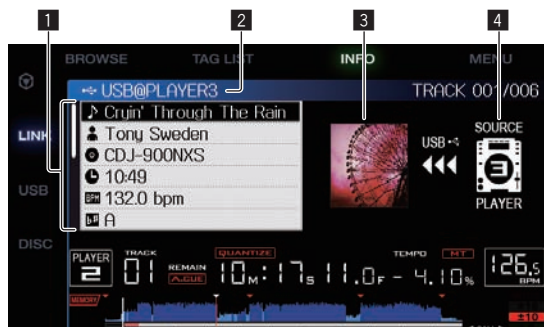 1 2 3 4
BROWSE TAG LIST INFO MENU
USB@PLAYER3 TRACK 001/006
LINK
USB
DISC
Cryin' Through The Rain
Tony Sweden
CDJ-900NXS
10:49
BPM 132.0 bpm
A
USB
SOURCE
3
PLAYER
PLAYER 2
TRACK 01
REMAIN A.CUE
QUANTIZE
10M:17S 11.0F
TEMPO MT
-4.10%
126.5 BPM
MEMORY
±10